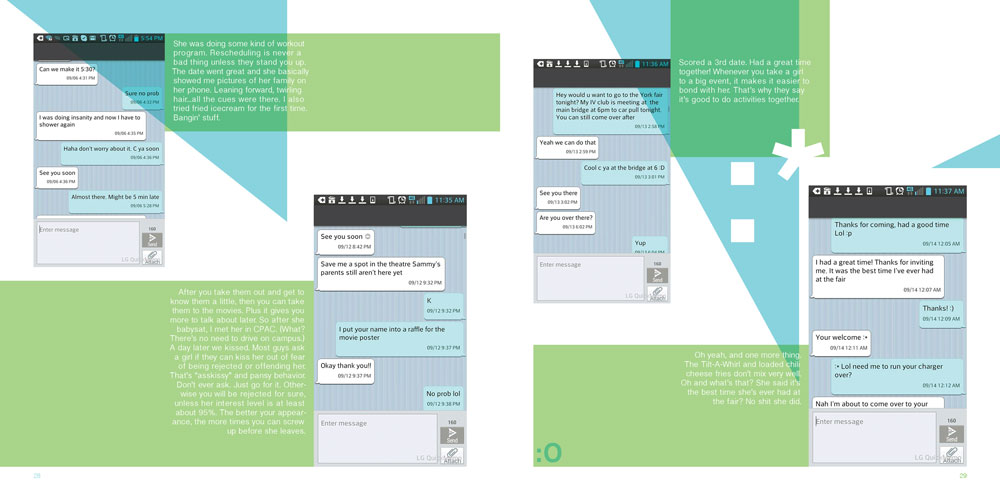 5:54 PM
Can we make it 5:30?
09/06 4:31 PM
Sure no prob
09/06 4:32 PM
I was doing insanity and now I have to
shower again
09/06 4:35 PM
Haha don't worry about it. C ya soon
09/06 4:36 PM
See you soon
09/06 4:36 PM
Almost there. Might be 5 min late
09/06 5:28 PM
Enter message
160
Send
Attach
She was doing some kind of workout
program. Rescheduling is never a
bad thing unless they stand you up.
The date went great and she basically
showed me pictures of her family on
her phone. Leaning forward, twirling
hair...all the cues were there. I also
tried fried icecream for the first time.
Bangin' stuff.
After you take them out and get to
know them a little, then you can take
them to the movies. Plus it gives you
more to talk about later. So after she
babysat, I met her in CPAC. (What?
There's no need to drive on campus.)
A day later we kissed. Most guys ask
a girl if they can kiss her out of fear
of being rejected or offending her.
That's "asskissy" and pansy behavior.
Don't ever ask. Just go for it. Other-
wise you will be rejected for sure,
unless her interest level is at least
about 95%. The better your appear-
ance, the more times you can screw
up before she leaves.
11:35 AM
See you soon ☺
09/12 8:42 PM
Save me a spot in the theatre Sammy's
parents still aren't here yet
09/12 9:32 PM
K
09/12 9:32 PM
I put your name into a raffle for the
movie poster
09/12 9:37 PM
Okay thank you!!
09/12 9:37 PM
No prob lol
09/12 9:38 PM
Enter message
160
Send
LG Qui
Attach
28
11:36 AM
Hey would u want to go to the York fair
tonight? My IV club is meeting at the
main bridge at 6pm to car pull tonight.
You can still come over after
09/13 2:58 PM
Yeah we can do that
09/13 2:59 PM
Cool c ya at the bridge at 6 :D
09/13 3:01 PM
See you there
09/13 3:02 PM
Are you over there?
09/13 6:02 PM
Yup
Enter message
160
Send
Attach
Scored a 3rd date. Had a great time
together! Whenever you take a girl
to a big event, it makes it easier to
bond with her. That's why they say
it's good to do activities together.
Oh yeah, and one more thing.
The Tilt-A-Whirl and loaded chili
cheese fries don't mix very well.
Oh and what's that? She said it's
the best time she's ever had at
the fair? No shit she did.
:O
11:37 AM
Thanks for coming, had a good time
Lol :p
09/14 12:05 AM
I had a great time! Thanks for inviting
me. It was the best time I've ever had
at the fair
09/14 12:07 AM
Thanks! :)
09/14 12:09 AM
Your welcome :•
09/14 12:11 AM
:• Lol need me to run your charger
over?
09/14 12:12 AM
Nah I'm about to come over to your
Enter message
160
Send
LG Qui
Attach
29